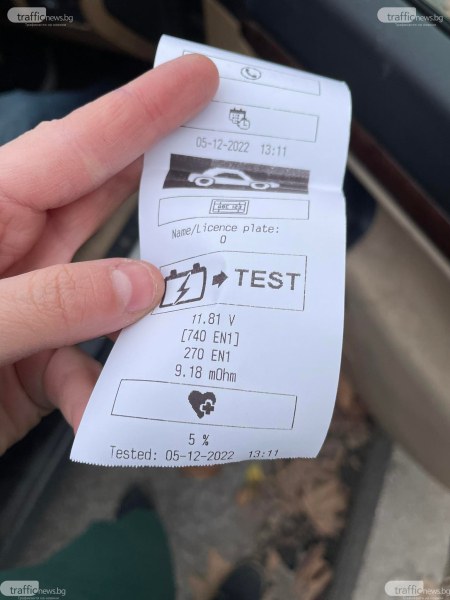 trafficnews.bg
trafficnews.bg
05-12-2022 13:11
Name/Licence plate:
0
TEST
11.81 V
[740 EN1]
270 EN1
9.18 mOhm
5 %
Tested: 05-12-2022 13:11
trafficnews.bg
trafficnews.bg